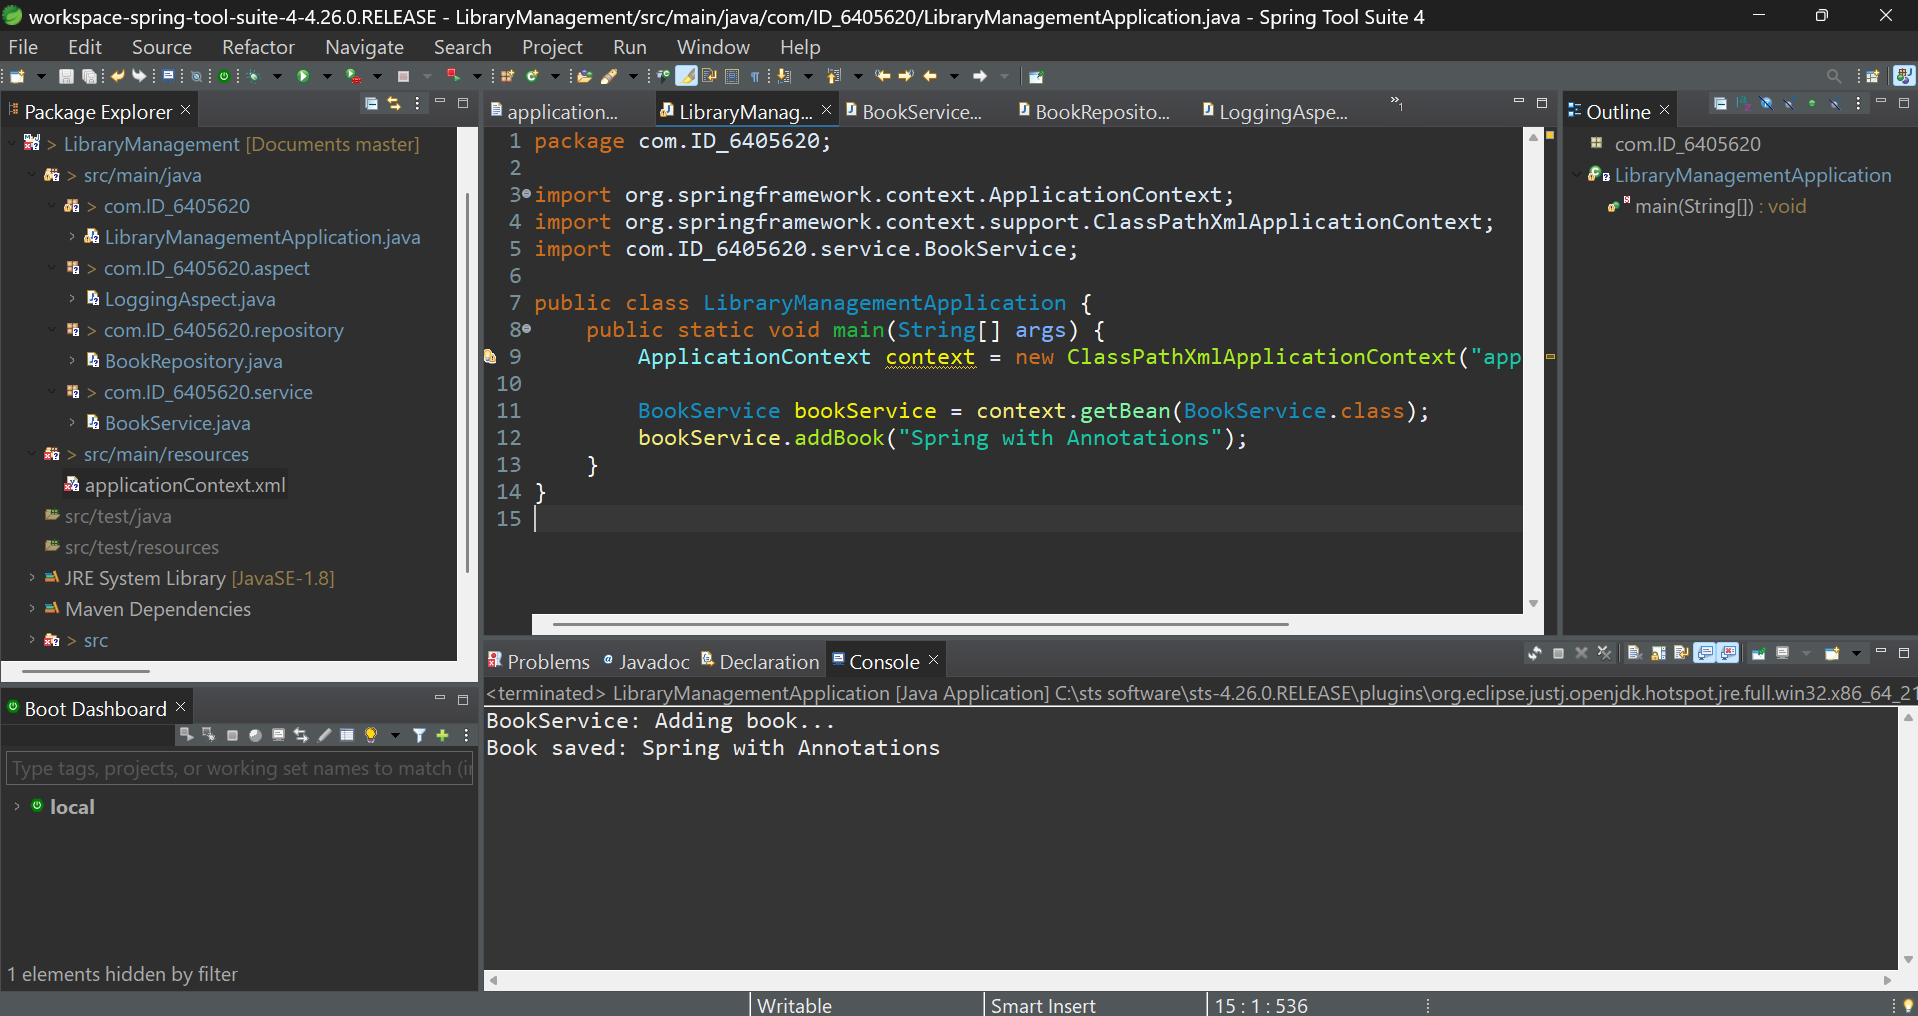 workspace-spring-tool-suite-4-4.26.0.RELEASE - LibraryManagement/src/main/java/com/ID_6405620/LibraryManagementApplication.java - Spring Tool Suite 4
File Edit Source Refactor Navigate Search Project Run Window Help
Package Explorer
LibraryManagement [Documents master]
> src/main/java
> com.ID_6405620
LibraryManagementApplication.java
> com.ID_6405620.aspect
LoggingAspect.java
> com.ID_6405620.repository
BookRepository.java
> com.ID_6405620.service
BookService.java
> src/main/resources
applicationContext.xml
src/test/java
src/test/resources
JRE System Library [JavaSE-1.8]
Maven Dependencies
> src
Boot Dashboard
Type tags, projects, or working set names to match (i
local
1 elements hidden by filter
application... LibraryManag... BookService... BookReposito... LoggingAspe... »1
1 package com.ID_6405620;
2
3 import org.springframework.context.ApplicationContext;
4 import org.springframework.context.support.ClassPathXmlApplicationContext;
5 import com.ID_6405620.service.BookService;
6
7 public class LibraryManagementApplication {
8 public static void main(String[] args) {
9 ApplicationContext context = new ClassPathXmlApplicationContext("app
10
11 BookService bookService = context.getBean(BookService.class);
12 bookService.addBook("Spring with Annotations");
13 }
14 }
15
Outline
com.ID_6405620
LibraryManagementApplication
main(String[]) : void
Problems Javadoc Declaration Console
<terminated> LibraryManagementApplication [Java Application] C:\sts software\sts-4.26.0.RELEASE\plugins\org.eclipse.justj.openjdk.hotspot.jre.full.win32.x86_64_21
BookService: Adding book...
Book saved: Spring with Annotations
Writable Smart Insert 15 : 1 : 536